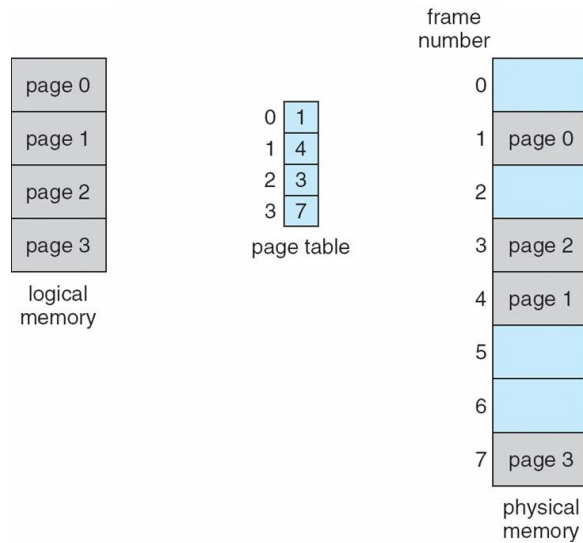 frame
number
page 0
page 1
page 2
page 3
logical
memory
0 1
1 4
2 3
3 7
page table
0
1 page 0
2
3 page 2
4 page 1
5
6
7 page 3
physical
memory